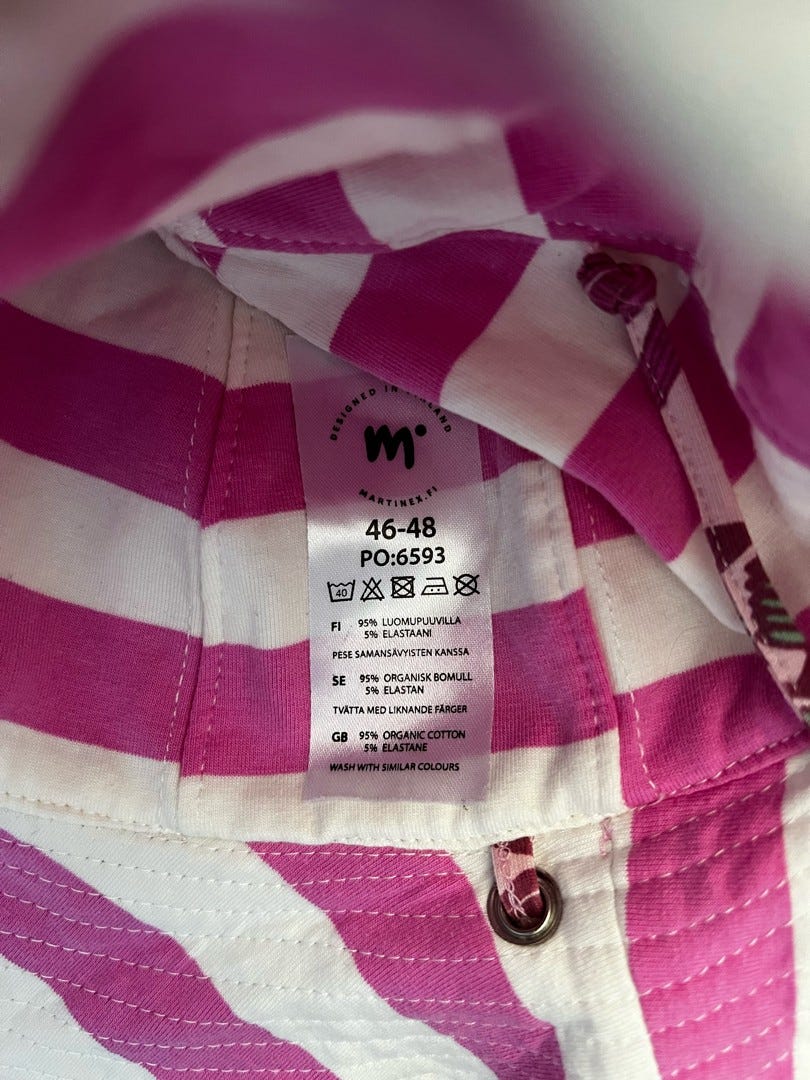 DESIGNED IN FINLAND
m
MARTINEX.FI
46-48
PO:6593
40
FI 95% LUOMUPUUVILLA
5% ELASTAANI
PESE SAMANSÄVYISTEN KANSSA
SE 95% ORGANISK BOMULL
5% ELASTAN
TVÄTTA MED LIKNANDE FÄRGER
GB 95% ORGANIC COTTON
5% ELASTANE
WASH WITH SIMILAR COLOURS